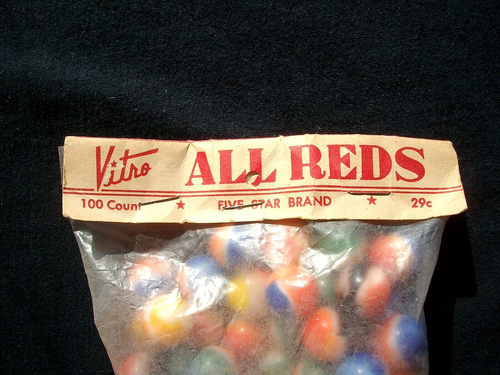 Vitro ALL REDS
100 Count FIVE STAR BRAND 29c